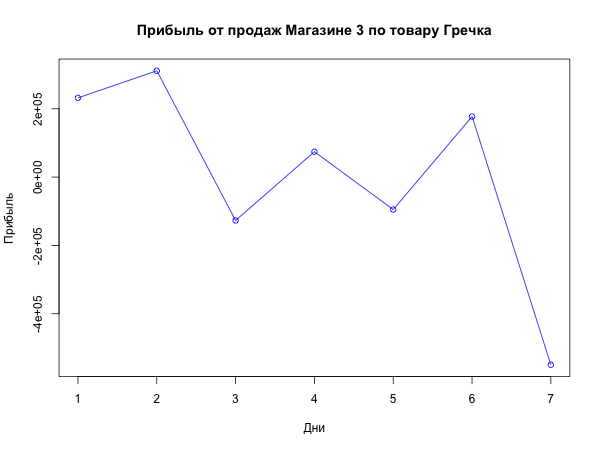 Прибыль от продаж Магазине 3 по товару Гречка
Прибыль
2e+05
0e+00
-2e+05
-4e+05
1 2 3 4 5 6 7
Дни